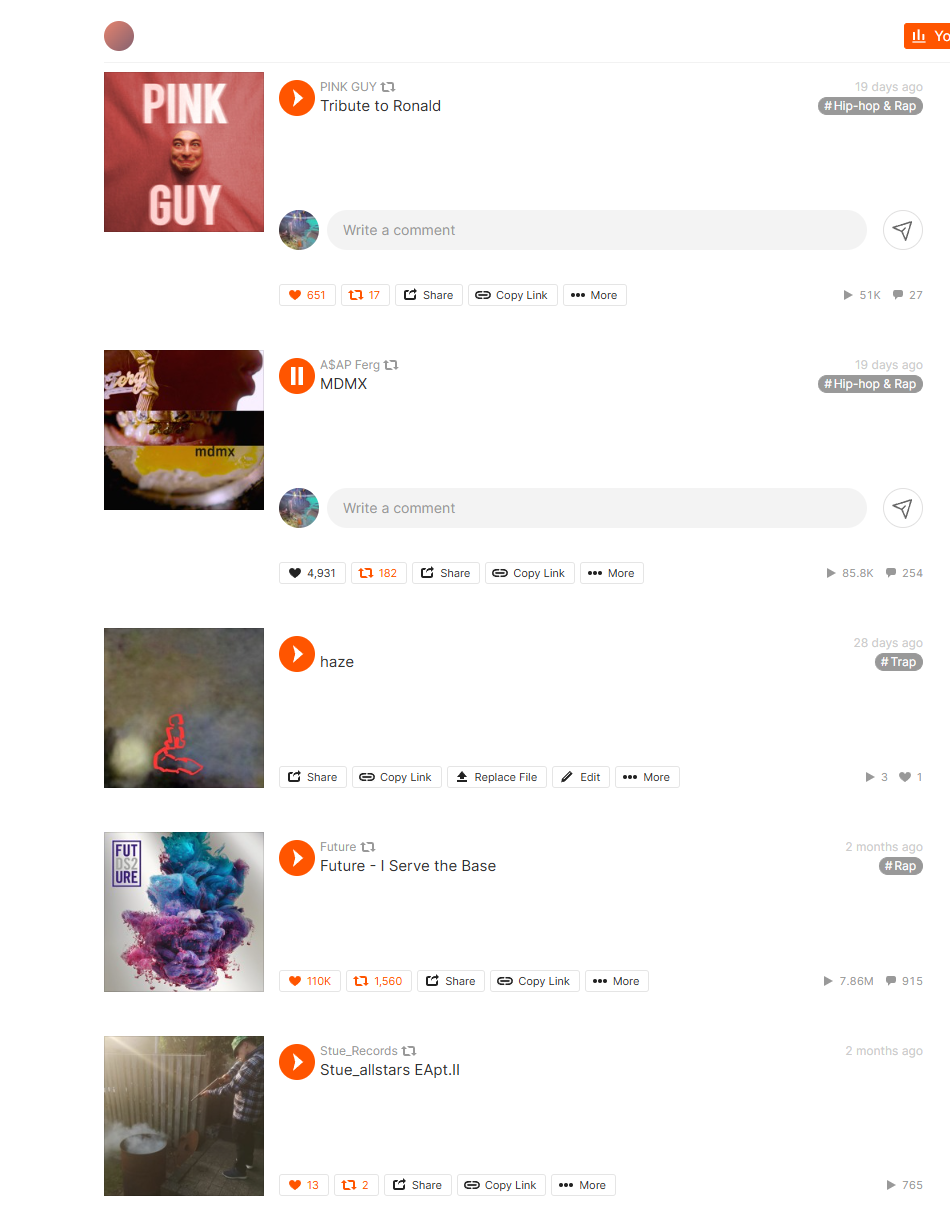 Yo
PINK
GUY
PINK GUY
19 days ago
Tribute to Ronald
# Hip-hop & Rap
Write a comment
651
17
Share
Copy Link
More
51K
27
Ferg
mdmx
A$AP Ferg
19 days ago
MDMX
# Hip-hop & Rap
Write a comment
4,931
182
Share
Copy Link
More
85.8K
254
28 days ago
haze
# Trap
Share
Copy Link
Replace File
Edit
More
3
1
FUT
DS2
URE
Future
2 months ago
Future - I Serve the Base
# Rap
110K
1,560
Share
Copy Link
More
7.86M
915
Stue_Records
2 months ago
Stue_allstars EApt.II
13
2
Share
Copy Link
More
765